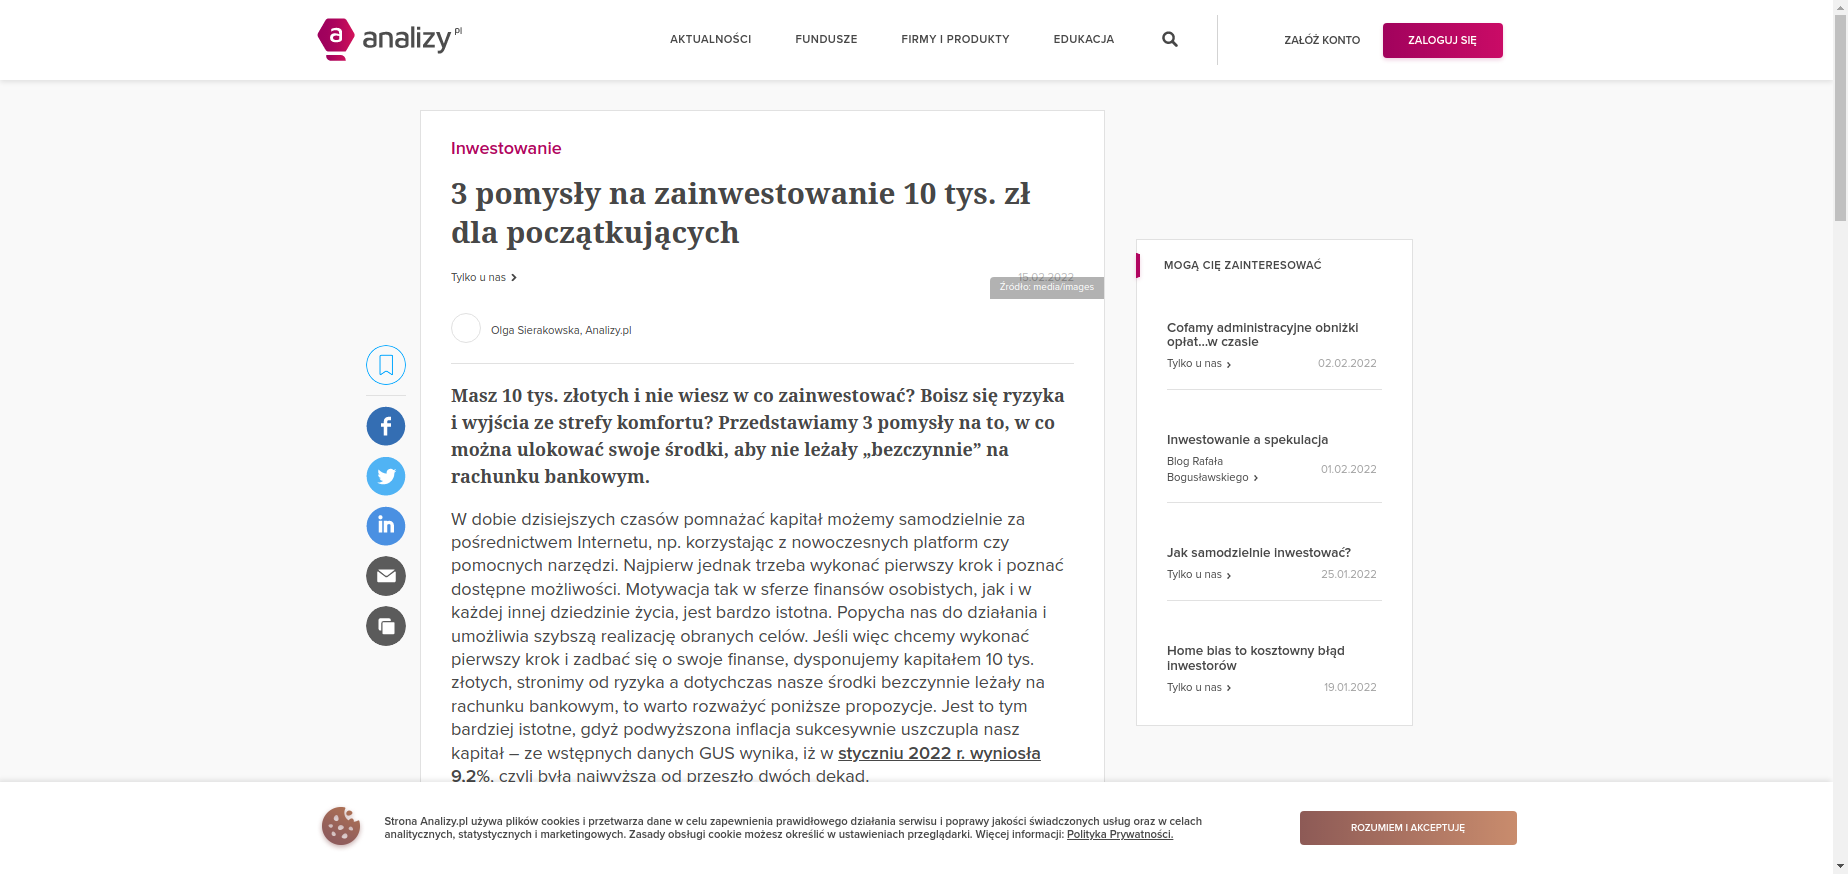 a analizy pl
AKTUALNOŚCI
FUNDUSZE
FIRMY I PRODUKTY
EDUKACJA
ZAŁÓŻ KONTO
ZALOGUJ SIĘ
Inwestowanie
3 pomysły na zainwestowanie 10 tys. zł
dla początkujących
Tylko u nas
15.02.2022
Źródło: media/images
Olga Sierakowska, Analizy.pl
Masz 10 tys. złotych i nie wiesz w co zainwestować? Boisz się ryzyka
i wyjścia ze strefy komfortu? Przedstawiamy 3 pomysły na to, w co
można ulokować swoje środki, aby nie leżały „bezczynnie” na
rachunku bankowym.
W dobie dzisiejszych czasów pomnażać kapitał możemy samodzielnie za
pośrednictwem Internetu, np. korzystając z nowoczesnych platform czy
pomocnych narzędzi. Najpierw jednak trzeba wykonać pierwszy krok i poznać
dostępne możliwości. Motywacja tak w sferze finansów osobistych, jak i w
każdej innej dziedzinie życia, jest bardzo istotna. Popycha nas do działania i
umożliwia szybszą realizację obranych celów. Jeśli więc chcemy wykonać
pierwszy krok i zadbać się o swoje finanse, dysponujemy kapitałem 10 tys.
złotych, stronimy od ryzyka a dotychczas nasze środki bezczynnie leżały na
rachunku bankowym, to warto rozważyć poniższe propozycje. Jest to tym
bardziej istotne, gdyż podwyższona inflacja sukcesywnie uszczupla nasz
kapitał – ze wstępnych danych GUS wynika, iż w styczniu 2022 r. wyniosła
9,2%, czyli była najwyższa od przeszło dwóch dekad.
MOGĄ CIĘ ZAINTERESOWAĆ
Cofamy administracyjne obniżki
opłat...w czasie
Tylko u nas
02.02.2022
Inwestowanie a spekulacja
Blog Rafała
Bogusławskiego
01.02.2022
Jak samodzielnie inwestować?
Tylko u nas
25.01.2022
Home bias to kosztowny błąd
inwestorów
Tylko u nas
19.01.2022
Strona Analizy.pl używa plików cookies i przetwarza dane w celu zapewnienia prawidłowego działania serwisu i poprawy jakości świadczonych usług oraz w celach
analitycznych, statystycznych i marketingowych. Zasady obsługi cookie możesz określić w ustawieniach przeglądarki. Więcej informacji: Polityka Prywatności.
ROZUMIEM I AKCEPTUJĘ